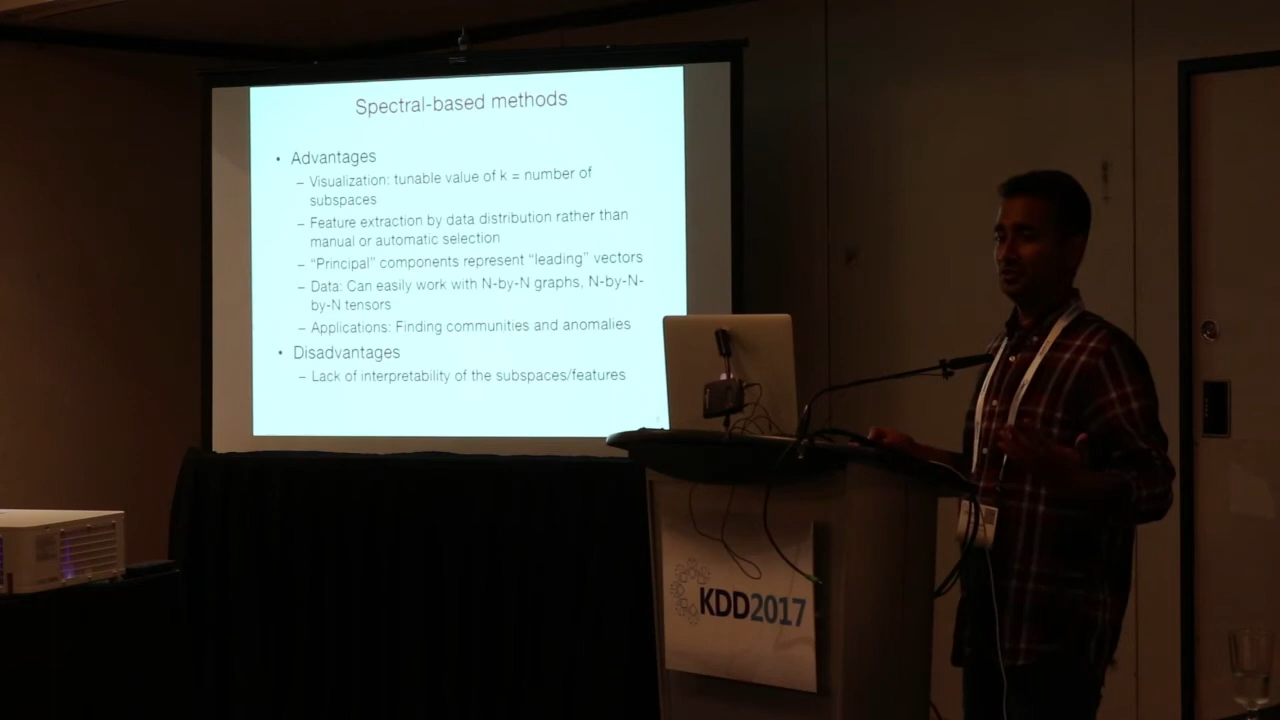 Spectral-based methods
• Advantages
– Visualization: tunable value of k = number of
subspaces
– Feature extraction by data distribution rather than
manual or automatic selection
– “Principal” components represent “leading” vectors
– Data: Can easily work with N-by-N graphs, N-by-N-
by-N tensors
– Applications: Finding communities and anomalies
• Disadvantages
– Lack of interpretability of the subspaces/features
KDD2017